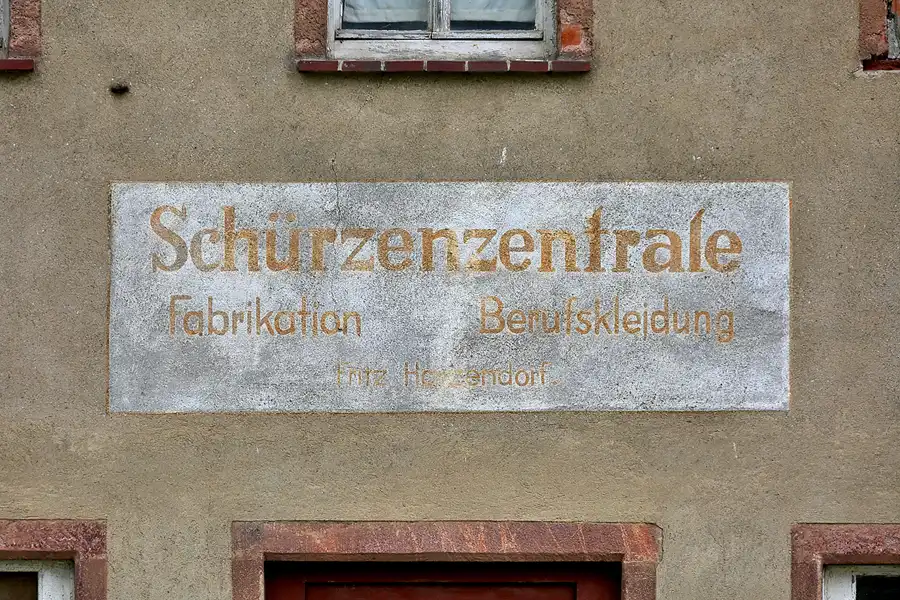 Schürzenzentrale
Fabrikation Berufskleidung
Fritz